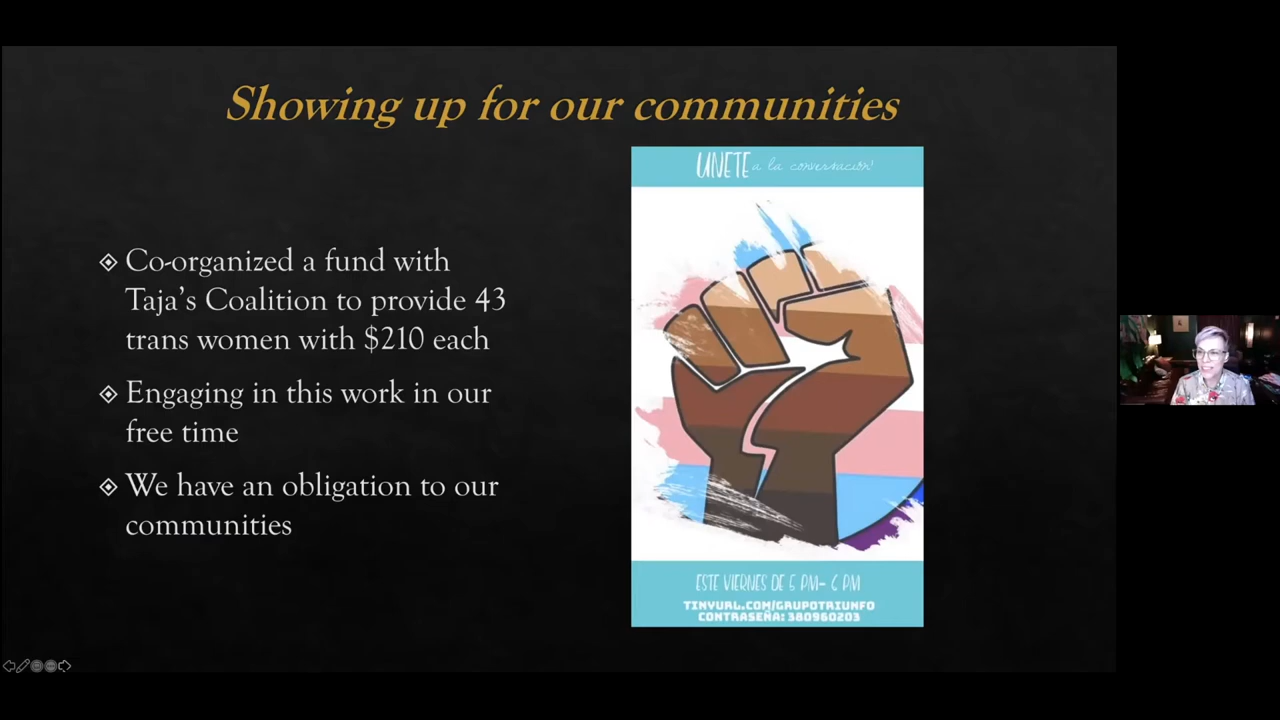 Showing up for our communities
Co-organized a fund with
Taja's Coalition to provide 43
trans women with $210 each
Engaging in this work in our
free time
We have an obligation to our
communities
UNETE a la conversación!
ESTE VIERNES DE 5 PM- 6 PM
TINYURL.COM/GRUPOTRIUNFO
CONTRASEÑA: 380960203